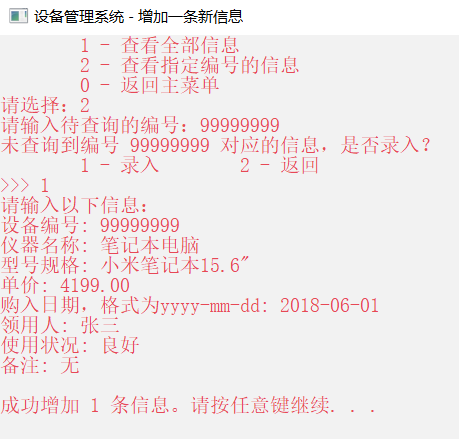 设备管理系统 - 增加一条新信息
1 - 查看全部信息
2 - 查看指定编号的信息
0 - 返回主菜单
请选择: 2
请输入待查询的编号: 99999999
未查询到编号 99999999 对应的信息，是否录入?
1 - 录入 2 - 返回
>>> 1
请输入以下信息:
设备编号: 99999999
仪器名称: 笔记本电脑
型号规格: 小米笔记本15.6"
单价: 4199.00
购入日期，格式为yyyy-mm-dd: 2018-06-01
领用人: 张三
使用状况: 良好
备注: 无
成功增加 1 条信息。请按任意键继续. . .